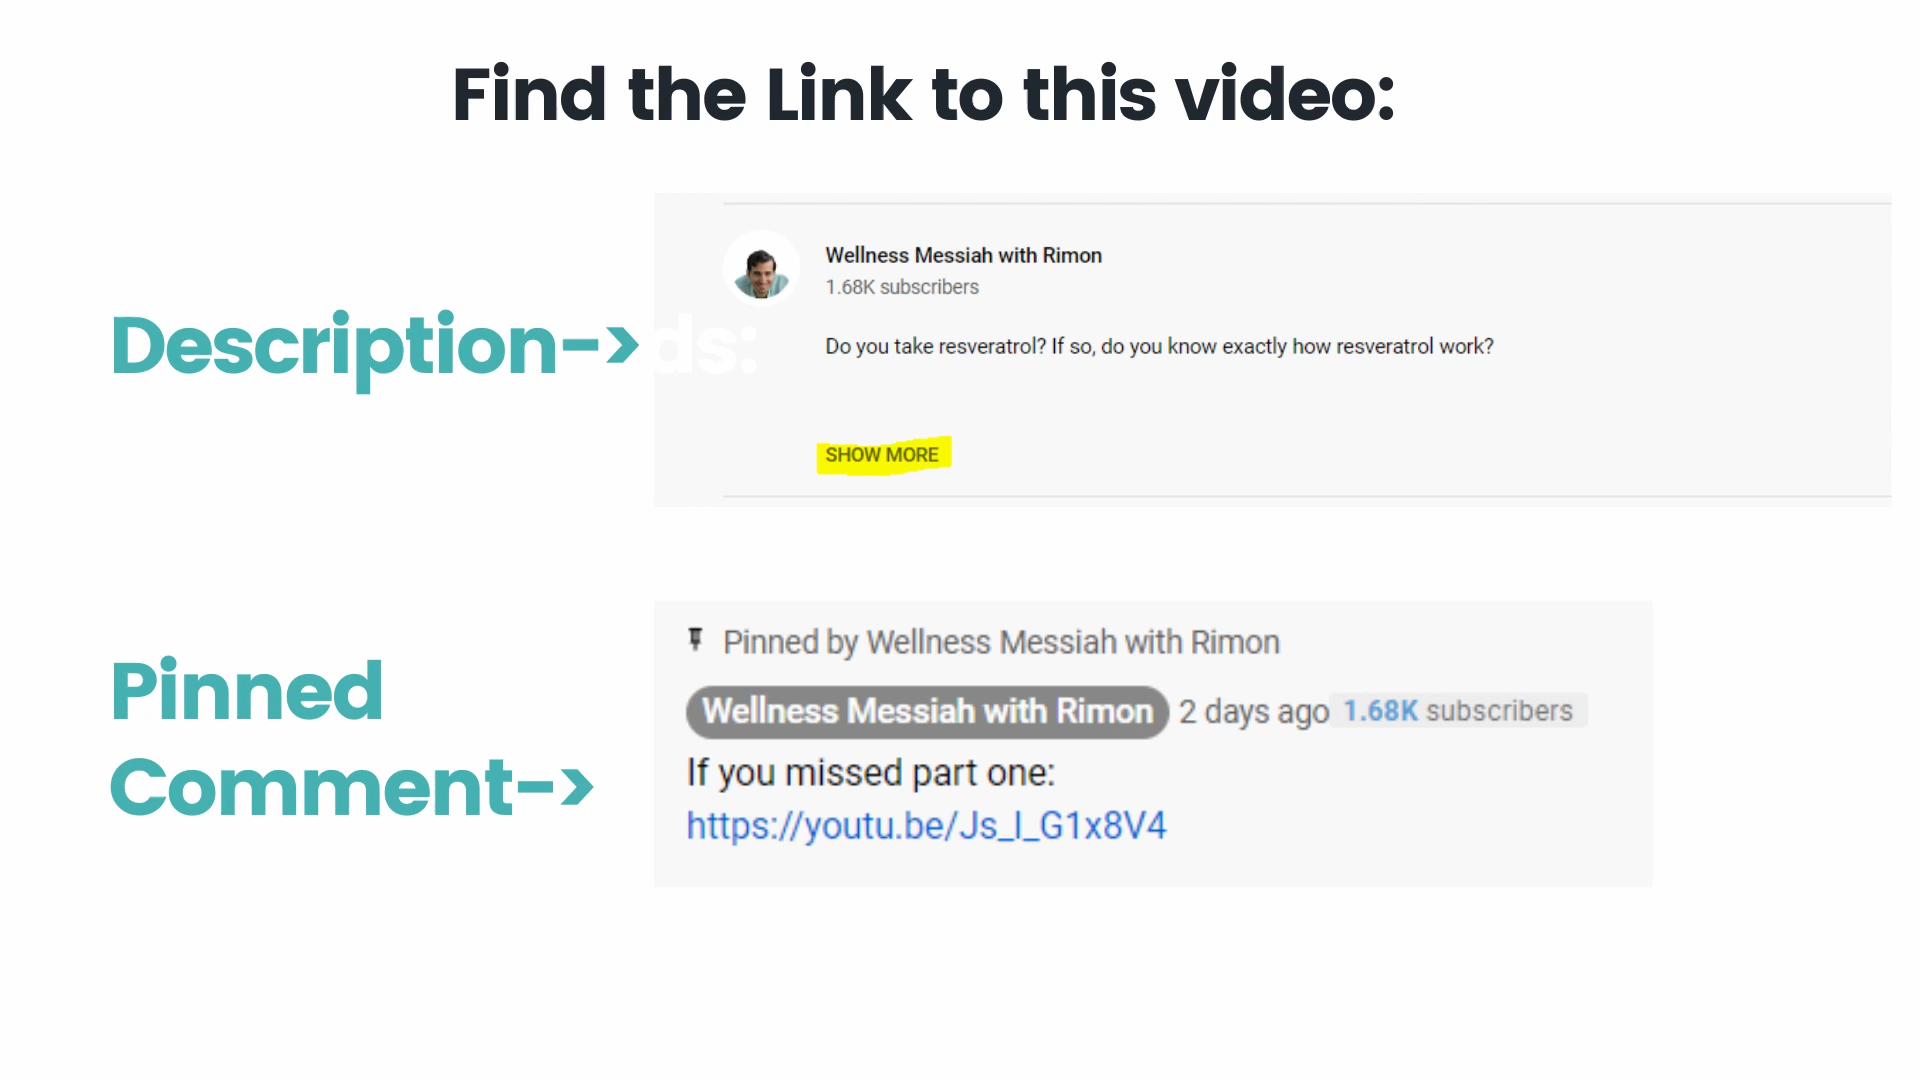 Find the Link to this video:
Wellness Messiah with Rimon
1.68K subscribers
Description->
ds:
Do you take resveratrol? If so, do you know exactly how resveratrol work?
SHOW MORE
Pinned by Wellness Messiah with Rimon
Pinned
Comment->
Wellness Messiah with Rimon 2 days ago 1.68K subscribers
If you missed part one:
https://youtu.be/Js_l_G1x8V4